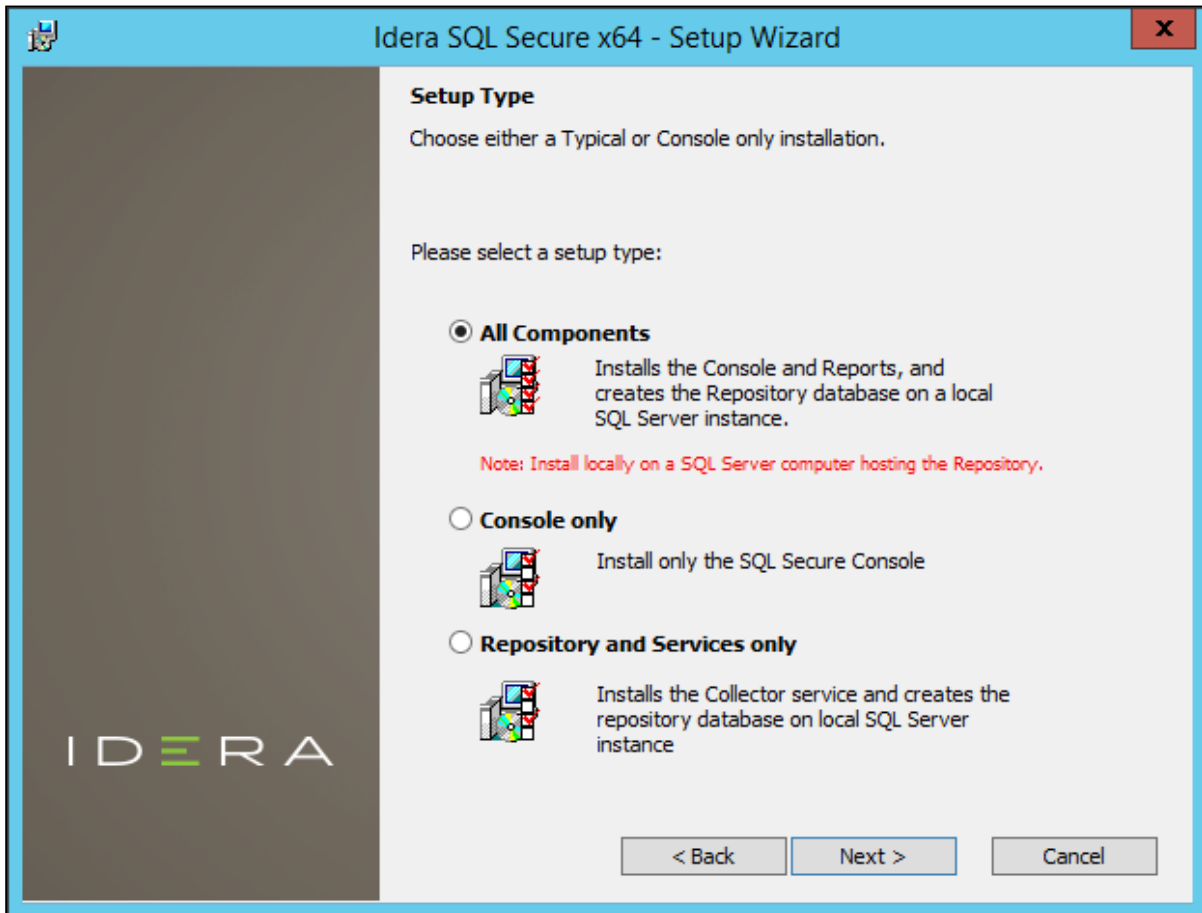 Idera SQL Secure x64 - Setup Wizard
x
Setup Type
Choose either a Typical or Console only installation.
Please select a setup type:
All Components
Installs the Console and Reports, and
creates the Repository database on a local
SQL Server instance.
Note: Install locally on a SQL Server computer hosting the Repository.
Console only
Install only the SQL Secure Console
Repository and Services only
Installs the Collector service and creates the
repository database on local SQL Server
instance
IDERA
< Back
Next >
Cancel